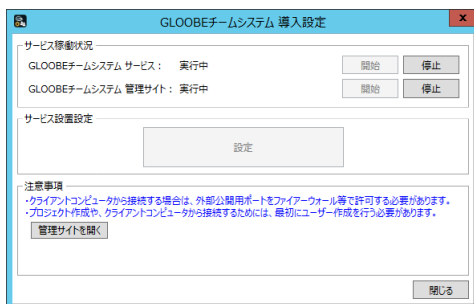 GLOOBEチームシステム 導入設定
x
サービス稼働状況
GLOOBEチームシステム サービス： 実行中 開始 停止
GLOOBEチームシステム 管理サイト： 実行中 開始 停止
サービス設置設定
設定
注意事項
・クライアントコンピュータから接続する場合は、外部公開用ポートをファイアーウォール等で許可する必要があります。
・プロジェクト作成や、クライアントコンピュータから接続するためには、最初にユーザー作成を行う必要があります。
管理サイトを開く
閉じる